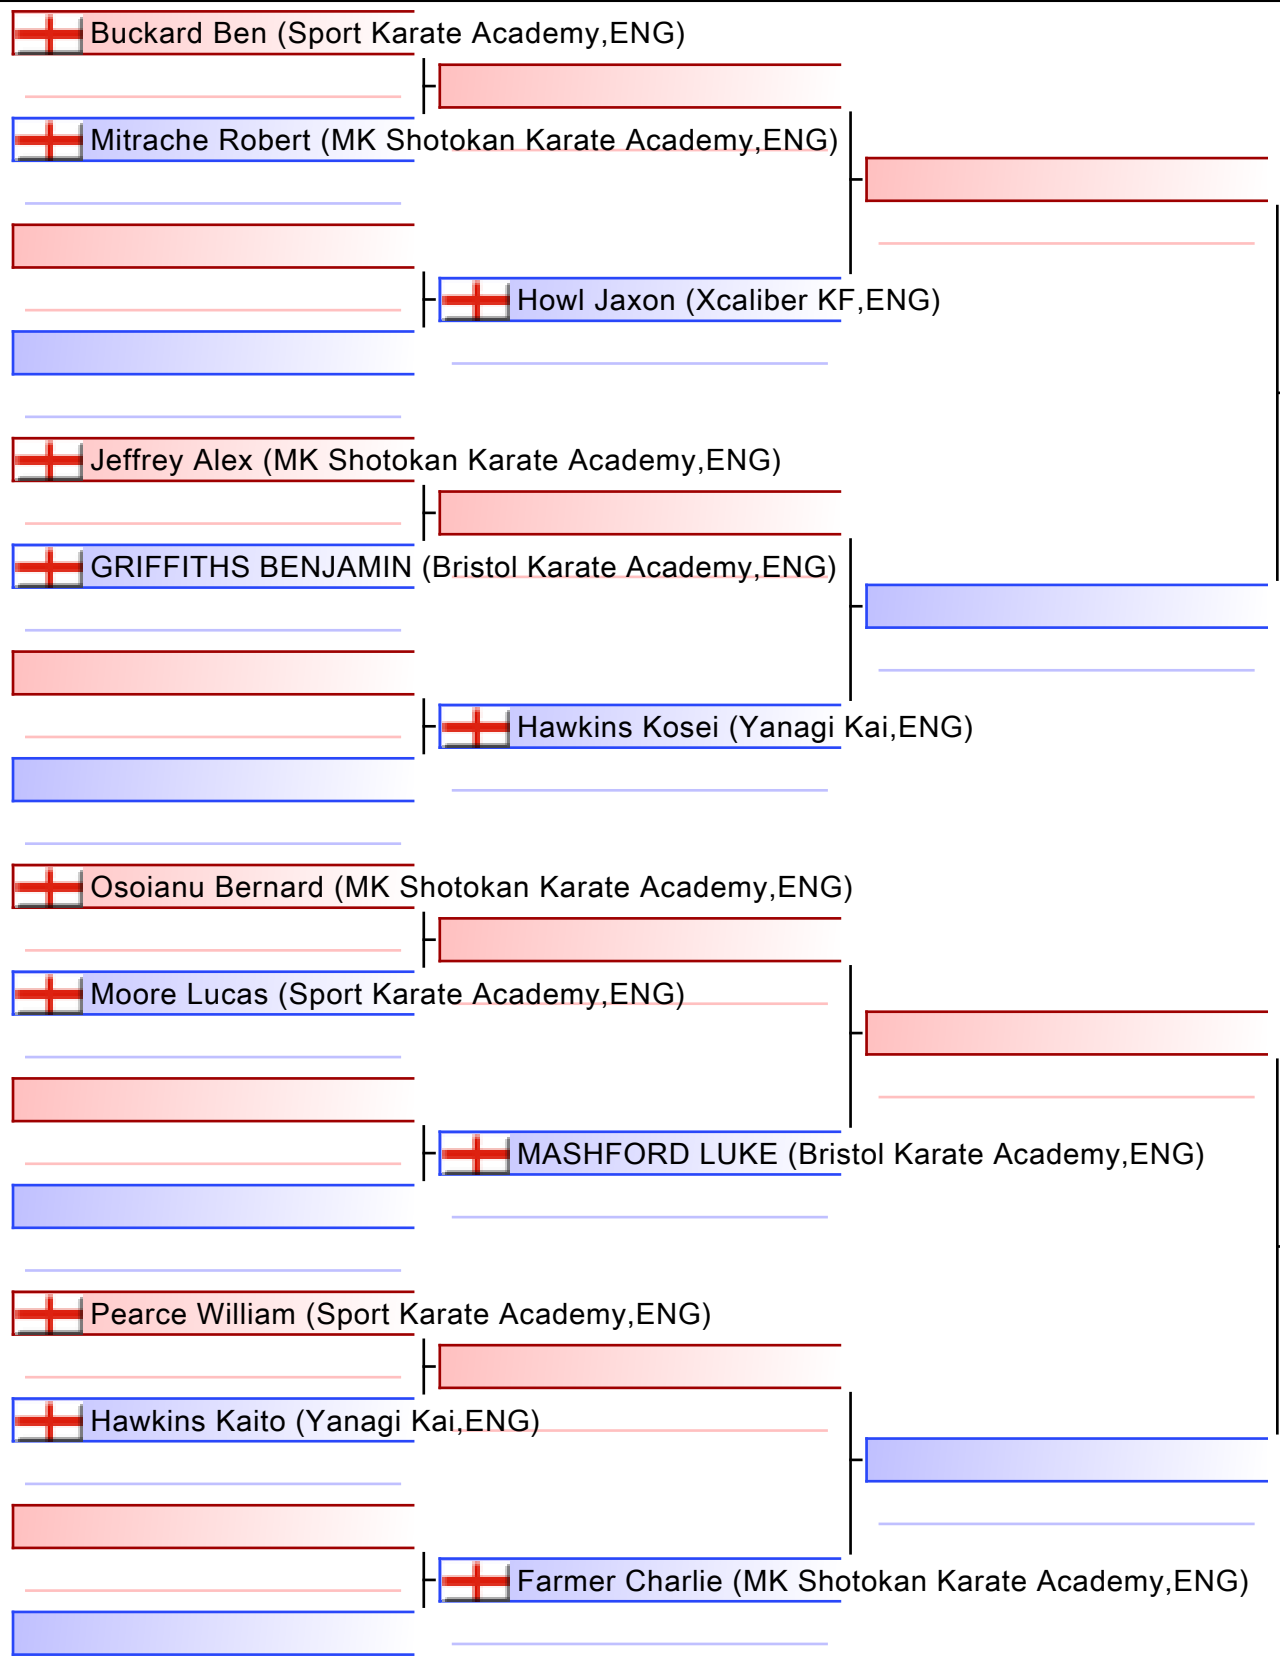 Buckard Ben (Sport Karate Academy,ENG)
Mitrache Robert (MK Shotokan Karate Academy,ENG)
Howl Jaxon (Xcaliber KF,ENG)
Jeffrey Alex (MK Shotokan Karate Academy,ENG)
GRIFFITHS BENJAMIN (Bristol Karate Academy,ENG)
Hawkins Kosei (Yanagi Kai,ENG)
Osoianu Bernard (MK Shotokan Karate Academy,ENG)
Moore Lucas (Sport Karate Academy,ENG)
MASHFORD LUKE (Bristol Karate Academy,ENG)
Pearce William (Sport Karate Academy,ENG)
Hawkins Kaito (Yanagi Kai,ENG)
Farmer Charlie (MK Shotokan Karate Academy,ENG)